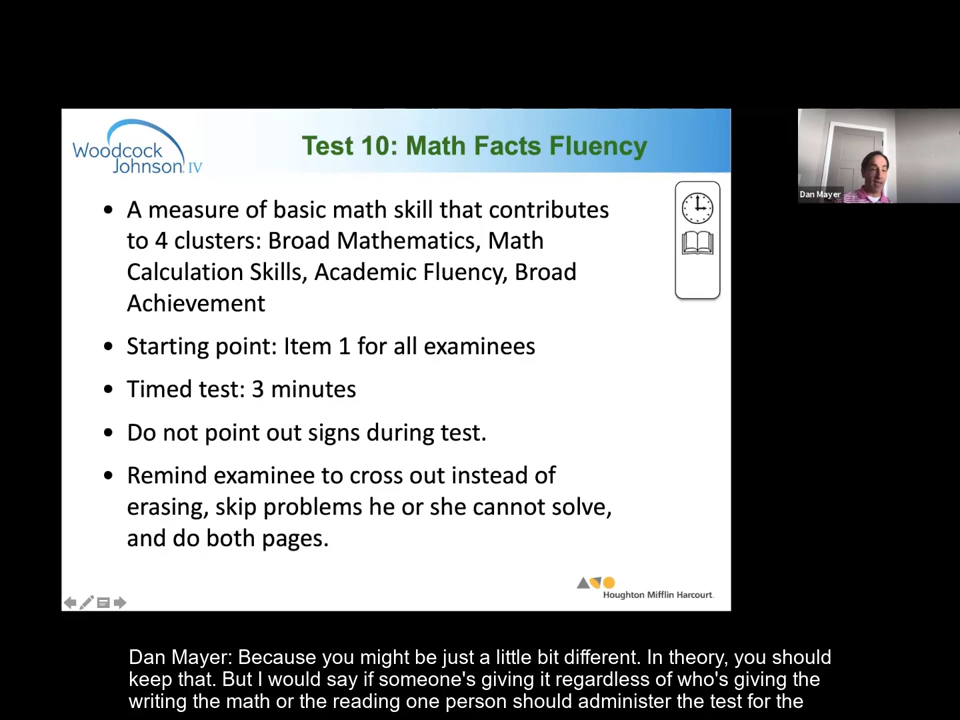 Woodcock
Johnson IV
Test 10: Math Facts Fluency
• A measure of basic math skill that contributes
to 4 clusters: Broad Mathematics, Math
Calculation Skills, Academic Fluency, Broad
Achievement
• Starting point: Item 1 for all examinees
• Timed test: 3 minutes
• Do not point out signs during test.
• Remind examinee to cross out instead of
erasing, skip problems he or she cannot solve,
and do both pages.
Houghton Mifflin Harcourt.
Dan Mayer
Dan Mayer: Because you might be just a little bit different. In theory, you should
keep that. But I would say if someone's giving it regardless of who's giving the
writing the math or the reading one person should administer the test for the